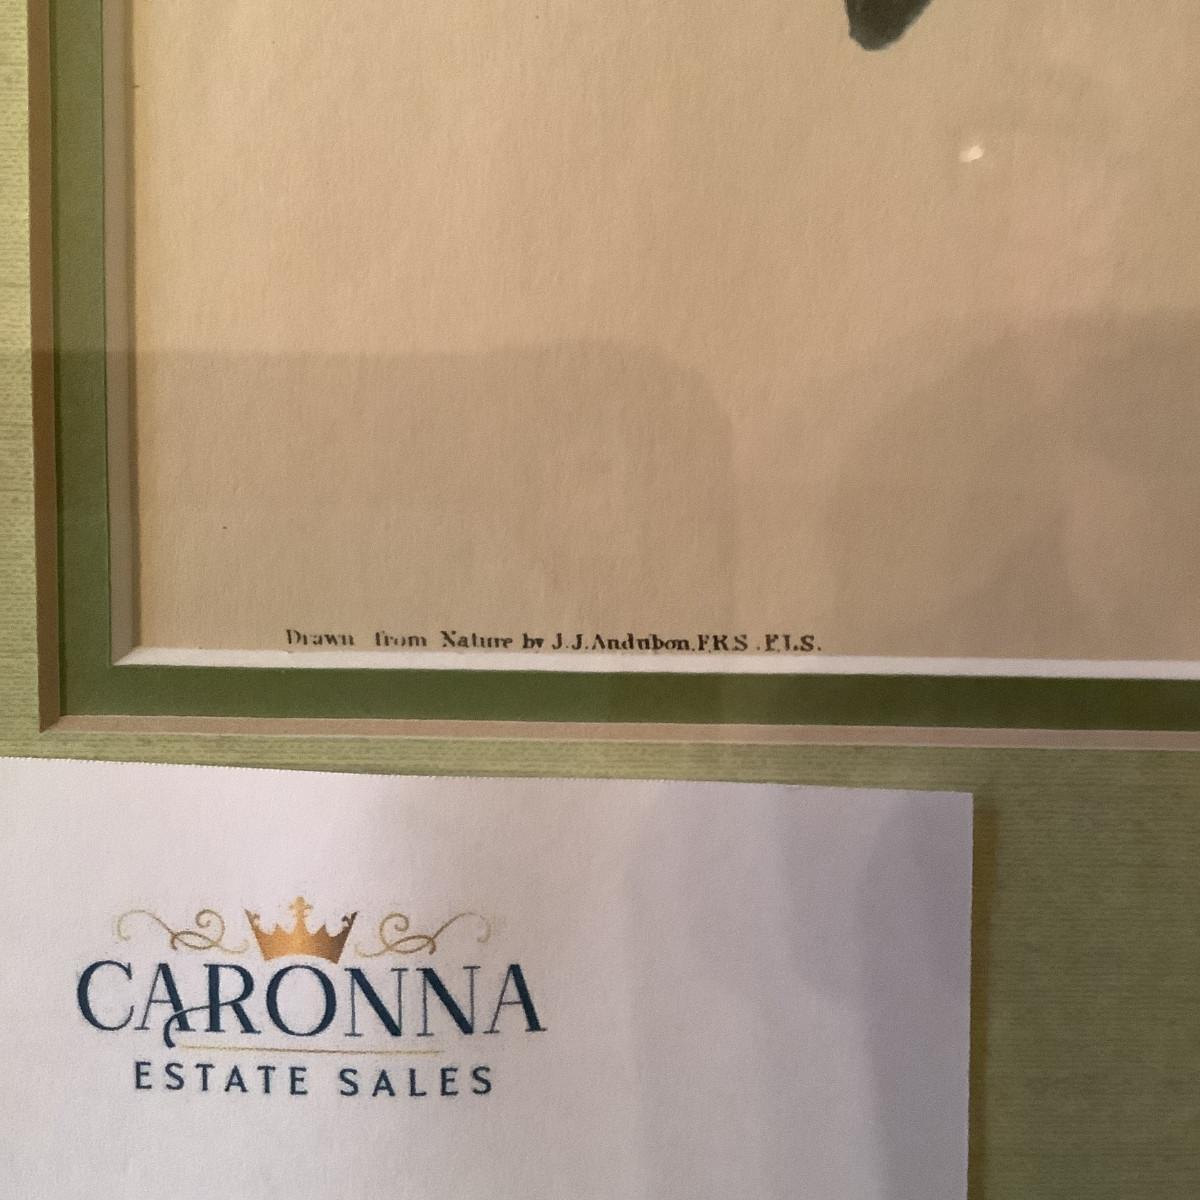 Drawn from Nature by J.J.Audubon.F.R.S.F.L.S.
CARONNA
ESTATE SALES